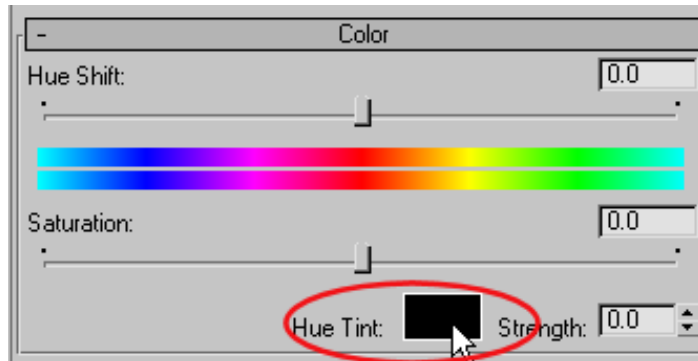 - Color
Hue Shift: 0.0
Saturation: 0.0
Hue Tint: Strength: 0.0